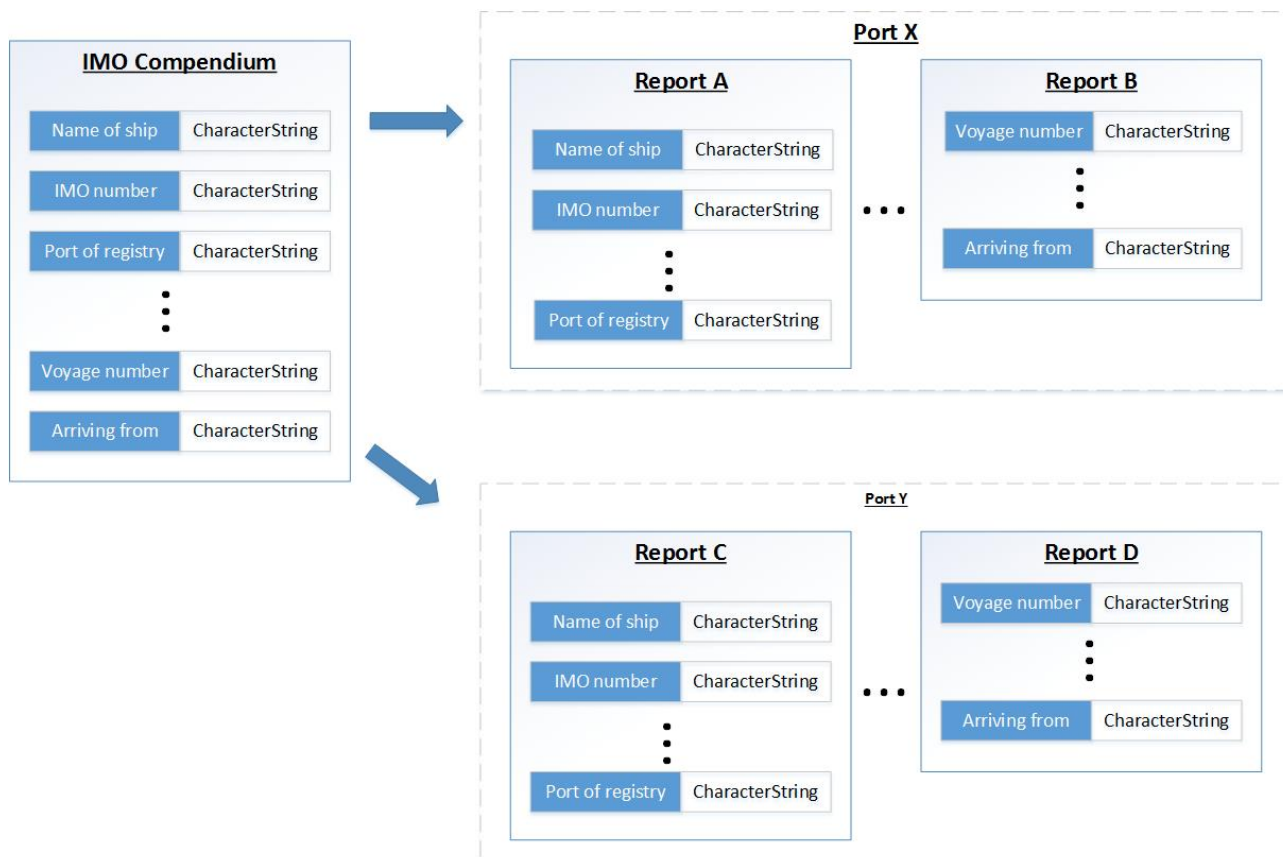 IMO Compendium
Name of ship CharacterString
IMO number CharacterString
Port of registry CharacterString
Voyage number CharacterString
Arriving from CharacterString
Port X
Report A
Name of ship CharacterString
IMO number CharacterString
Port of registry CharacterString
Report B
Voyage number CharacterString
Arriving from CharacterString
Port Y
Report C
Name of ship CharacterString
IMO number CharacterString
Port of registry CharacterString
Report D
Voyage number CharacterString
Arriving from CharacterString